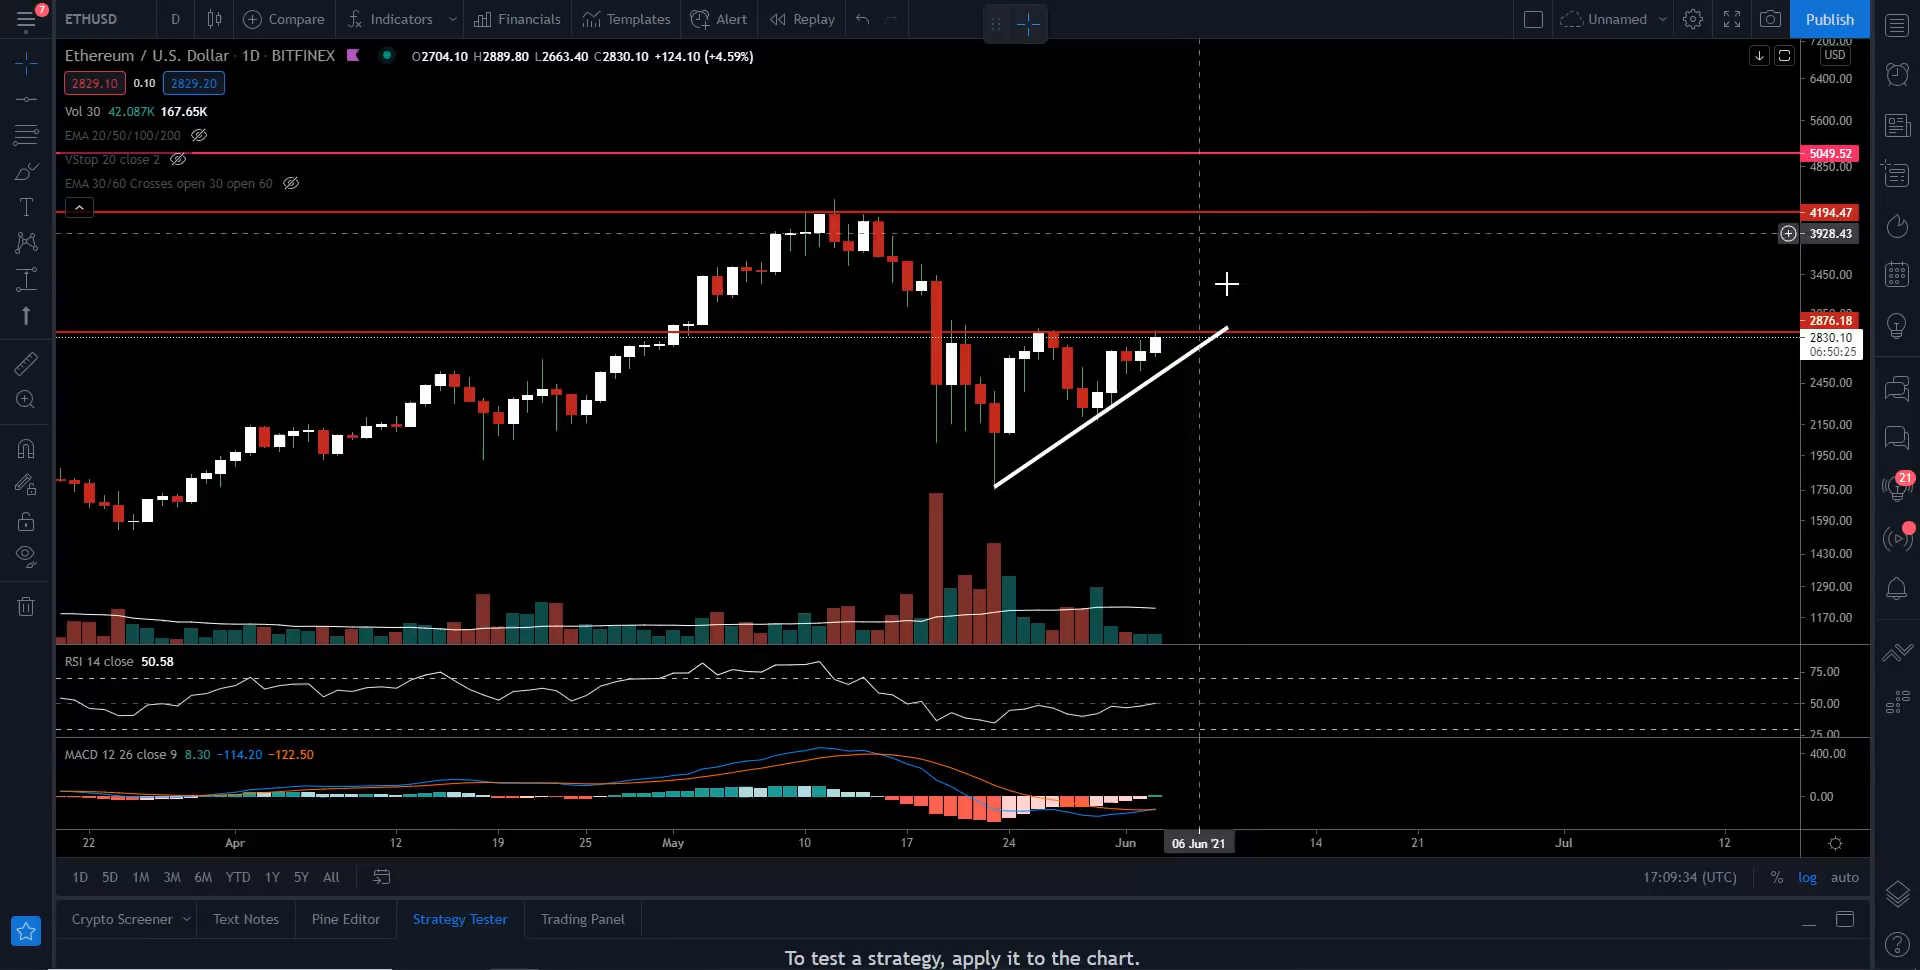 7
ETHUSD D Compare Indicators Financials Templates Alert Replay Unnamed Publish
Ethereum / U.S. Dollar · 1D · BITFINEX O2704.10 H2889.80 L2663.40 C2830.10 +124.10 (+4.59%)
2829.10 0.10 2829.20
Vol 30 42.087K 167.65K
EMA 20/50/100/200
VStop 20 close 2
EMA 30/60 Crosses open 30 open 60
7200.00
USD
6400.00
5600.00
5049.52
4850.00
4194.47
3928.43
3450.00
2876.18
2830.10
06:50:25
2450.00
2150.00
1950.00
1750.00
1590.00
1430.00
1290.00
1170.00
RSI 14 close 50.58
75.00
50.00
25.00
MACD 12 26 close 9 8.30 −114.20 −122.50
400.00
0.00
22 Apr 12 19 25 May 10 17 24 Jun 06 Jun '21 14 21 Jul 12
1D 5D 1M 3M 6M YTD 1Y 5Y All 17:09:34 (UTC) % log auto
Crypto Screener Text Notes Pine Editor Strategy Tester Trading Panel
To test a strategy, apply it to the chart.
21